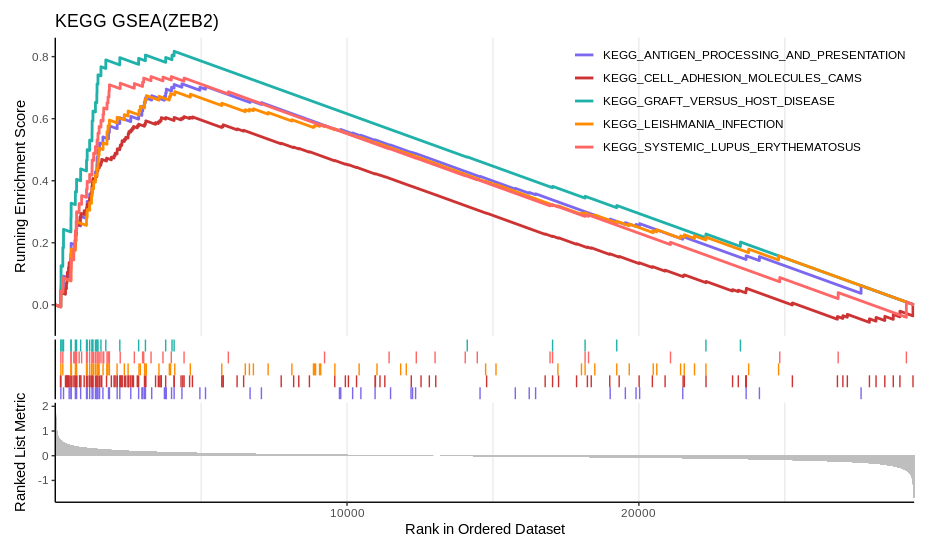 KEGG GSEA(ZEB2)
Running Enrichment Score
0.8
0.6
0.4
0.2
0.0
KEGG_ANTIGEN_PROCESSING_AND_PRESENTATION
KEGG_CELL_ADHESION_MOLECULES_CAMS
KEGG_GRAFT_VERSUS_HOST_DISEASE
KEGG_LEISHMANIA_INFECTION
KEGG_SYSTEMIC_LUPUS_ERYTHEMATOSUS
Ranked List Metric
2
1
0
-1
10000
20000
Rank in Ordered Dataset